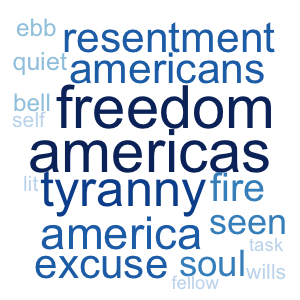 ebb resentment
quiet americans
bell freedom
self
americas
lit tyranny fire
america seen
task
excuse soul wills
fellow